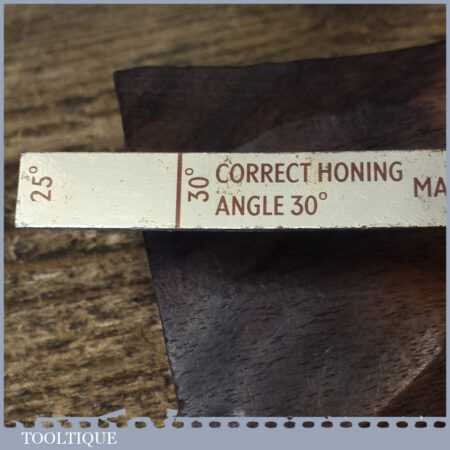 25°
30°
CORRECT HONING
ANGLE 30°
MA
TOOLTIQUE